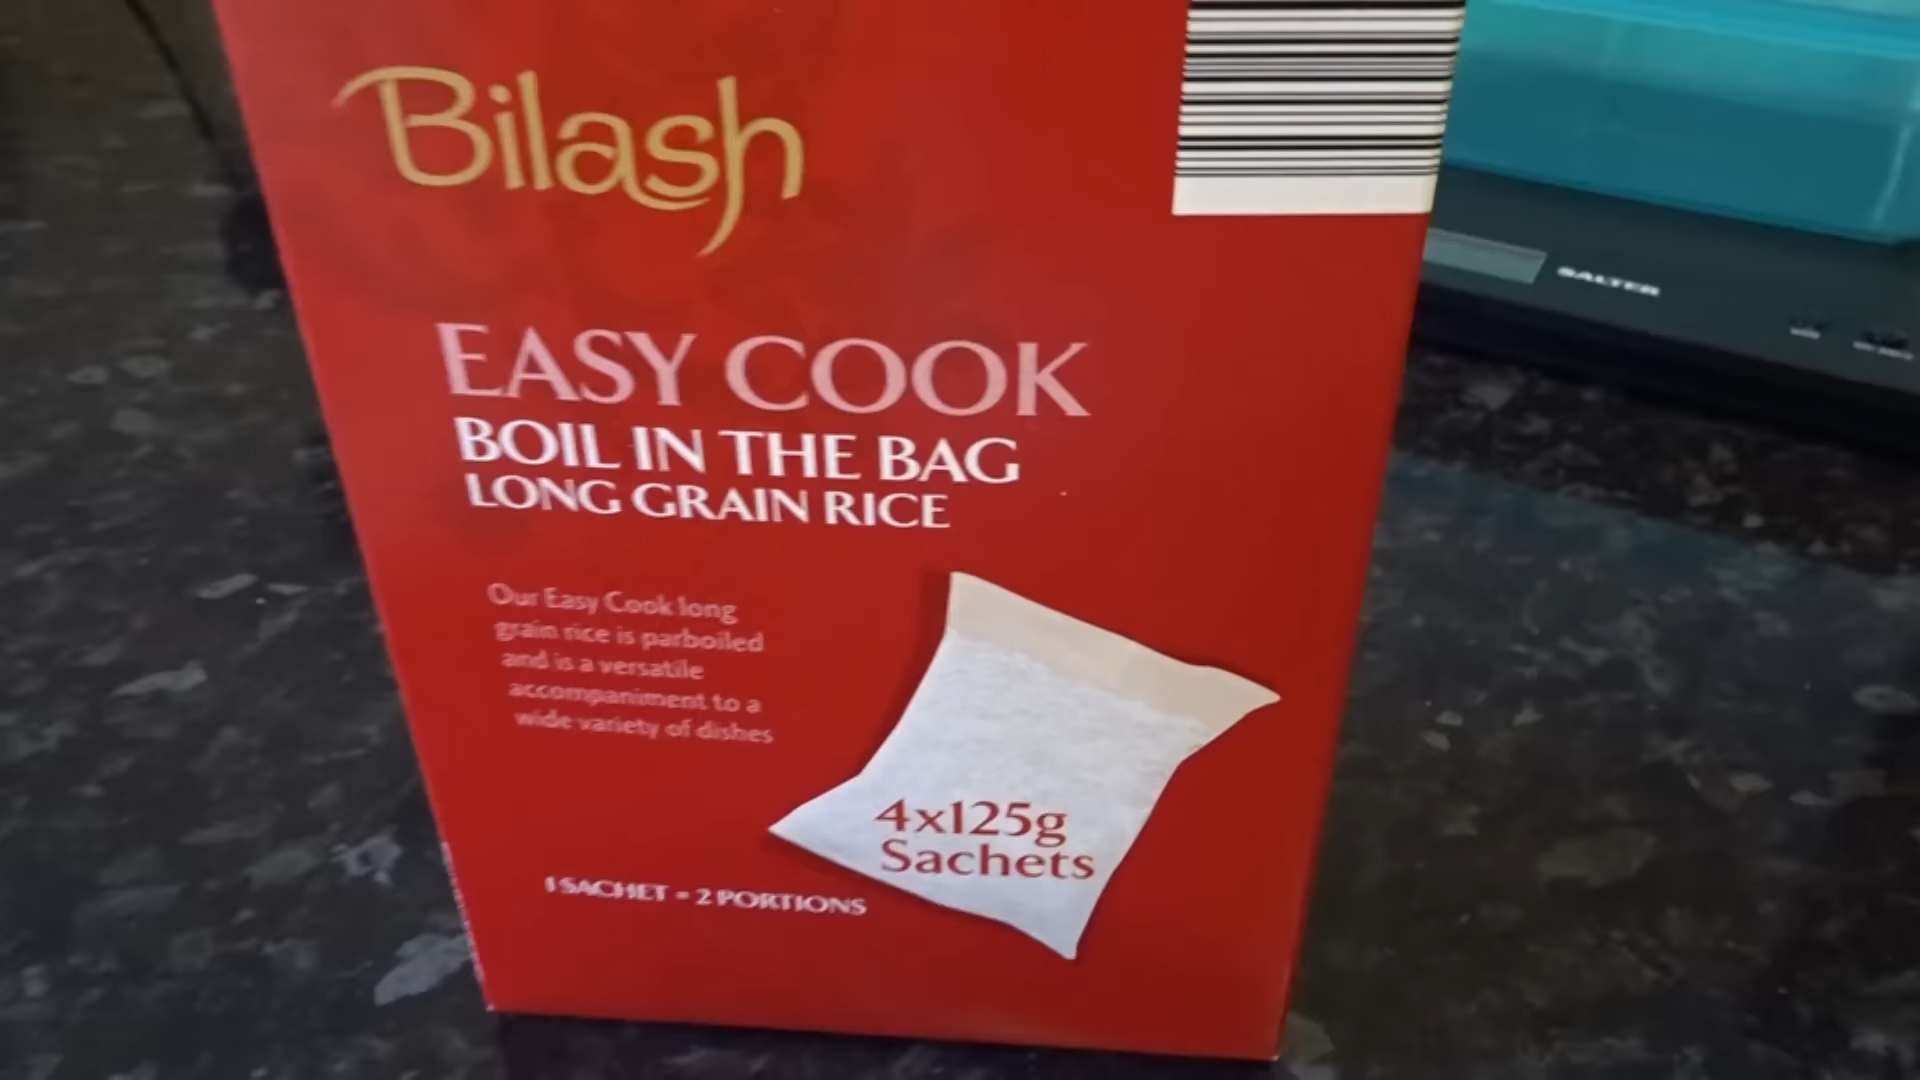 Bilash
EASY COOK
BOIL IN THE BAG
LONG GRAIN RICE
Our Easy Cook long
grain rice is parboiled
and is a versatile
accompaniment to a
wide variety of dishes
4x125g
Sachets
1 SACHET = 2 PORTIONS
SALTER